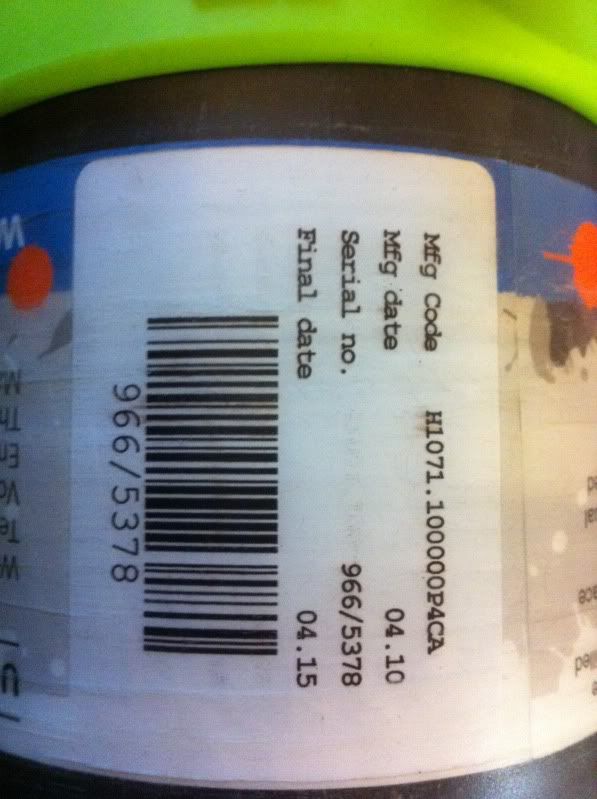 Mfg Code H1071.100000P4CA
Mfg date 04.10
Serial no. 966/5378
Final date 04.15
966/5378